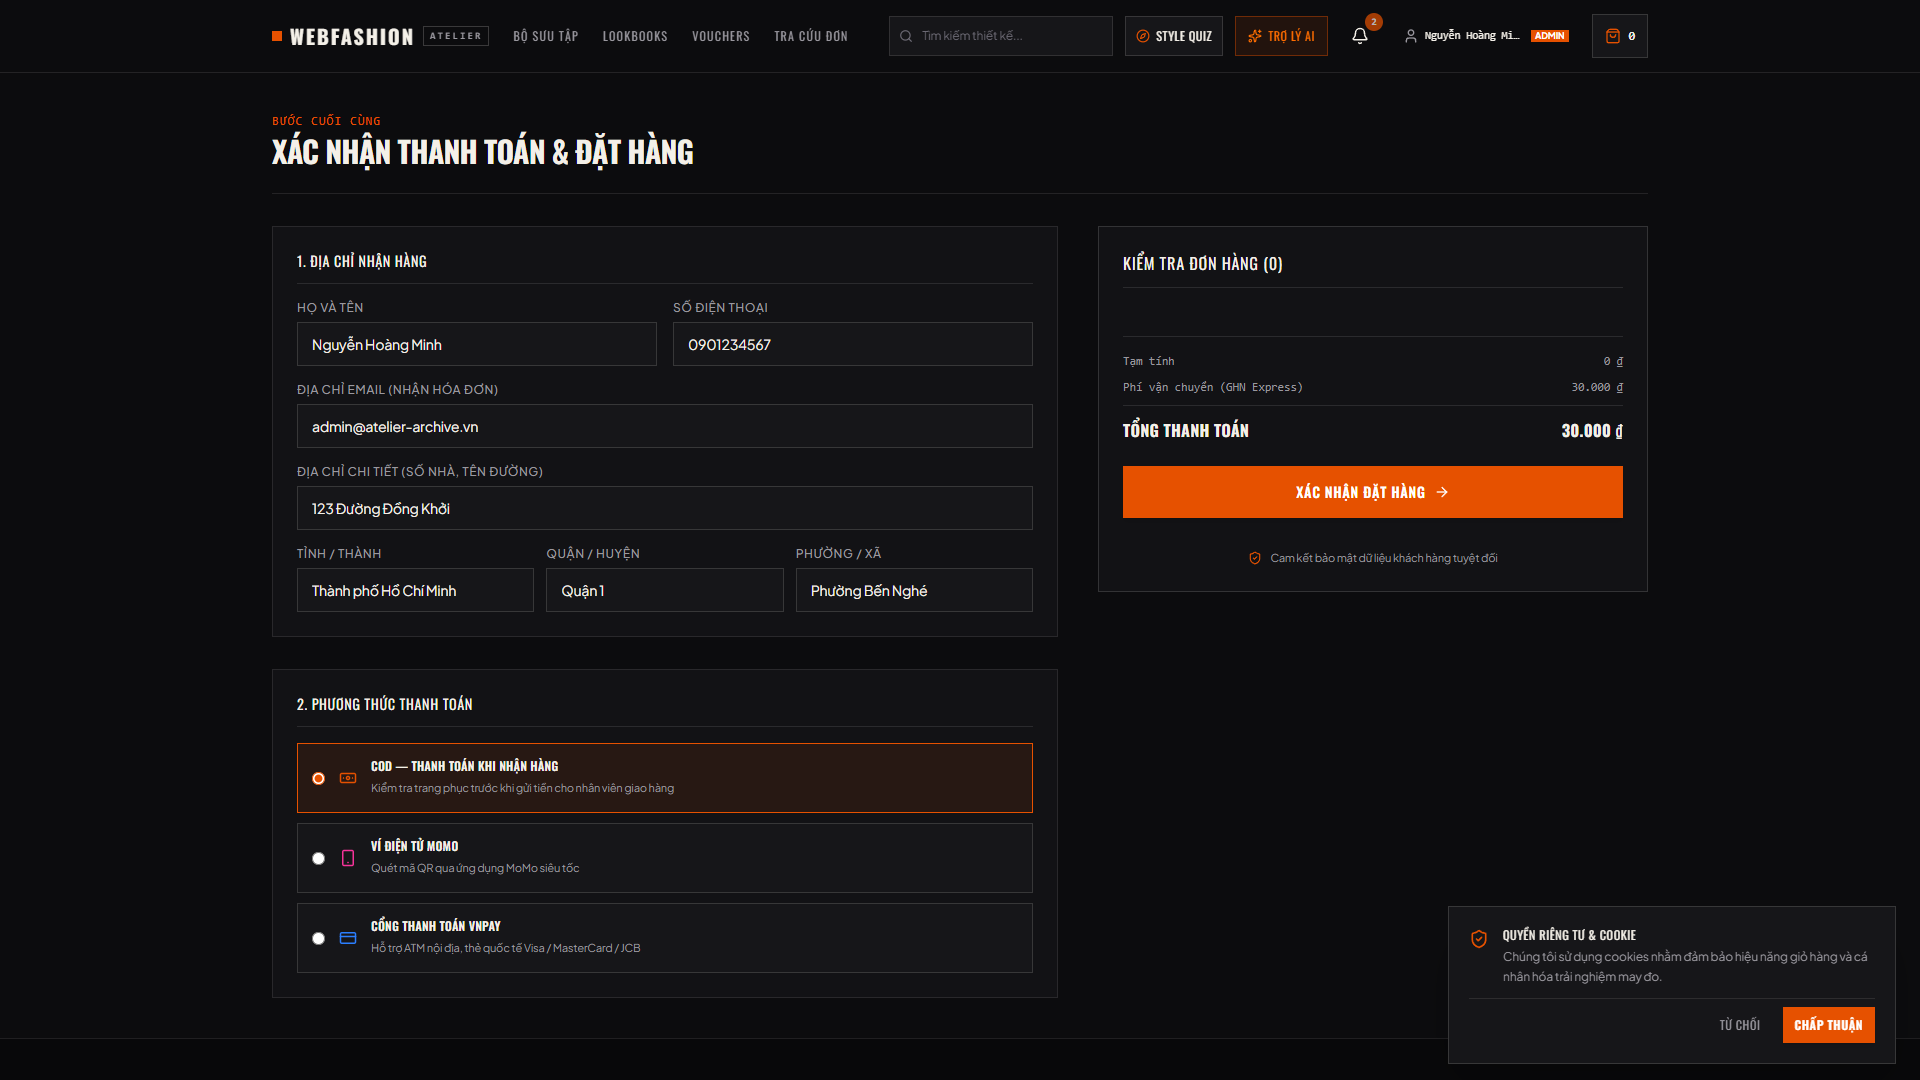 WEBFASHION
ATELIER
BỘ SƯU TẬP
LOOKBOOKS
VOUCHERS
TRA CỨU ĐƠN
Tìm kiếm thiết kế...
STYLE QUIZ
TRỢ LÝ AI
2
Nguyễn Hoàng Mi…
ADMIN
0
BƯỚC CUỐI CÙNG
XÁC NHẬN THANH TOÁN & ĐẶT HÀNG
1. ĐỊA CHỈ NHẬN HÀNG
HỌ VÀ TÊN
SỐ ĐIỆN THOẠI
Nguyễn Hoàng Minh
0901234567
ĐỊA CHỈ EMAIL (NHẬN HÓA ĐƠN)
admin@atelier-archive.vn
ĐỊA CHỈ CHI TIẾT (SỐ NHÀ, TÊN ĐƯỜNG)
123 Đường Đồng Khởi
TỈNH / THÀNH
QUẬN / HUYỆN
PHƯỜNG / XÃ
Thành phố Hồ Chí Minh
Quận 1
Phường Bến Nghé
2. PHƯƠNG THỨC THANH TOÁN
COD — THANH TOÁN KHI NHẬN HÀNG
Kiểm tra trang phục trước khi gửi tiền cho nhân viên giao hàng
VÍ ĐIỆN TỬ MOMO
Quét mã QR qua ứng dụng MoMo siêu tốc
CỔNG THANH TOÁN VNPAY
Hỗ trợ ATM nội địa, thẻ quốc tế Visa / MasterCard / JCB
KIỂM TRA ĐƠN HÀNG (0)
Tạm tính
0 ₫
Phí vận chuyển (GHN Express)
30.000 ₫
TỔNG THANH TOÁN
30.000 ₫
XÁC NHẬN ĐẶT HÀNG →
Cam kết bảo mật dữ liệu khách hàng tuyệt đối
QUYỀN RIÊNG TƯ & COOKIE
Chúng tôi sử dụng cookies nhằm đảm bảo hiệu năng giỏ hàng và cá
nhân hóa trải nghiệm may đo.
TỪ CHỐI
CHẤP THUẬN